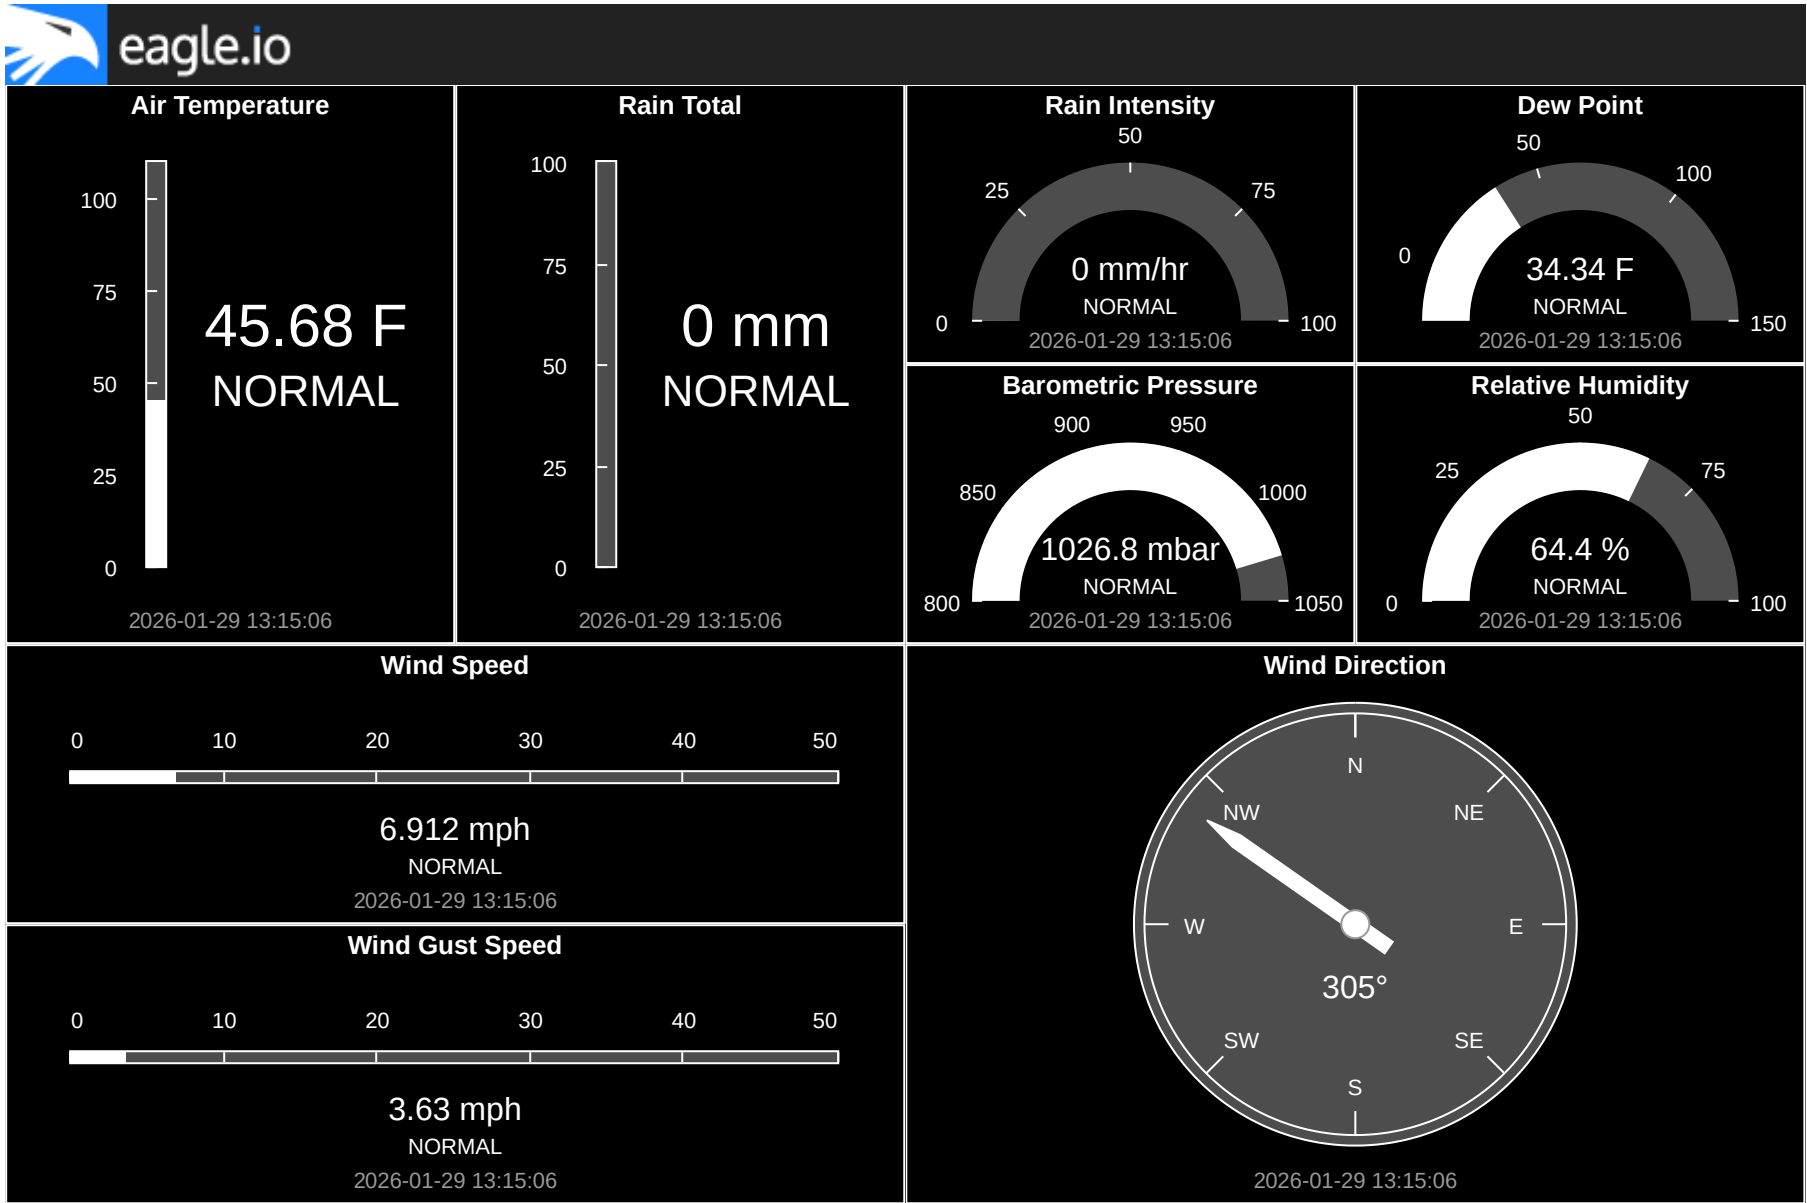 eagle.io
Air Temperature
100
75
50
25
0
45.68 F
NORMAL
2026-01-29 13:15:06
Rain Total
100
75
50
25
0
0 mm
NORMAL
2026-01-29 13:15:06
Rain Intensity
50
25
75
0 mm/hr
NORMAL
0
100
2026-01-29 13:15:06
Dew Point
50
100
0
34.34 F
NORMAL
150
2026-01-29 13:15:06
Barometric Pressure
900
950
850
1000
1026.8 mbar
NORMAL
800
1050
2026-01-29 13:15:06
Relative Humidity
50
25
75
64.4 %
NORMAL
0
100
2026-01-29 13:15:06
Wind Speed
0 10 20 30 40 50
6.912 mph
NORMAL
2026-01-29 13:15:06
Wind Gust Speed
0 10 20 30 40 50
3.63 mph
NORMAL
2026-01-29 13:15:06
Wind Direction
N
NW NE
W E
305°
SW SE
S
2026-01-29 13:15:06